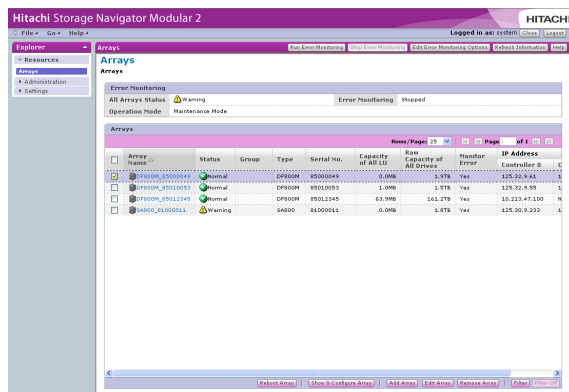 Hitachi Storage Navigator Modular 2
HITACHI
Go Help Logged in as: system Close Logout
Explorer
Resources
Arrays
Administration
Settings
Arrays Run Error Monitoring Stop Error Monitoring Edit Error Monitoring Options Refresh Information Help
Arrays
Arrays
Error Monitoring
All Arrays Status Warning Error Monitoring Stopped
Operation Mode Maintenance Mode
Arrays
Rows/Page: 25 Page of 1
Array Name Status Group Type Serial No. Capacity of All LU Raw Capacity of All Drives Monitor Error IP Address
Controller 0 C
DF800M_85000049 Normal DF800M 85000049 0.0MB 1.9TB Yes 125.32.9.61 1
DF800M_85010053 Normal DF800M 85010053 1.0MB 1.5TB Yes 125.32.9.55 1
DF800M_85012345 Normal DF800M 85012345 63.9MB 161.2TB Yes 10.213.47.100 N
SA800_81000011 Warning SA800 81000011 0.0MB 1.8TB Yes 125.30.9.233 1
Reboot Array Show & Configure Array Add Array Edit Array Remove Array Filter Filter Off